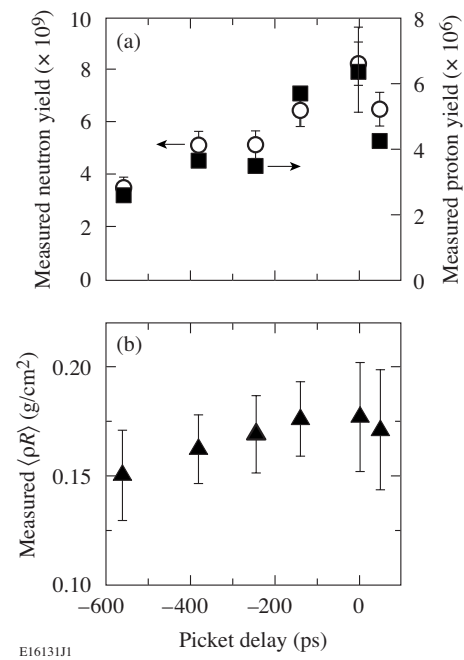 10
8
6
4
2
0
Measured neutron yield (× 10⁹)
(a)
8
6
4
2
0
Measured proton yield (× 10⁶)
(b)
0.20
0.15
0.10
Measured ⟨ρR⟩ (g/cm²)
−600 −400 −200 0
Picket delay (ps)
E16131J1